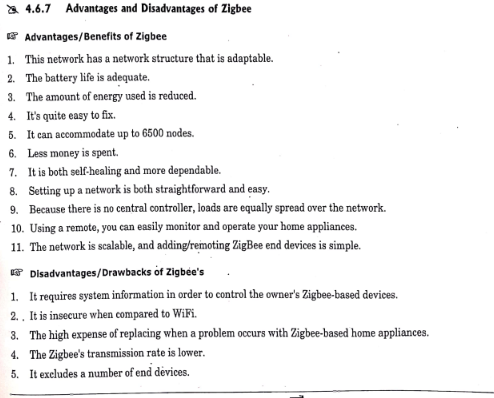 4.6.7 Advantages and Disadvantages of Zigbee
Advantages/Benefits of Zigbee
1. This network has a network structure that is adaptable.
2. The battery life is adequate.
3. The amount of energy used is reduced.
4. It's quite easy to fix.
5. It can accommodate up to 6500 nodes.
6. Less money is spent.
7. It is both self-healing and more dependable.
8. Setting up a network is both straightforward and easy.
9. Because there is no central controller, loads are equally spread over the network.
10. Using a remote, you can easily monitor and operate your home appliances.
11. The network is scalable, and adding/remoting ZigBee end devices is simple.
Disadvantages/Drawbacks of Zigbee's
1. It requires system information in order to control the owner's Zigbee-based devices.
2. It is insecure when compared to WiFi.
3. The high expense of replacing when a problem occurs with Zigbee-based home appliances.
4. The Zigbee's transmission rate is lower.
5. It excludes a number of end devices.